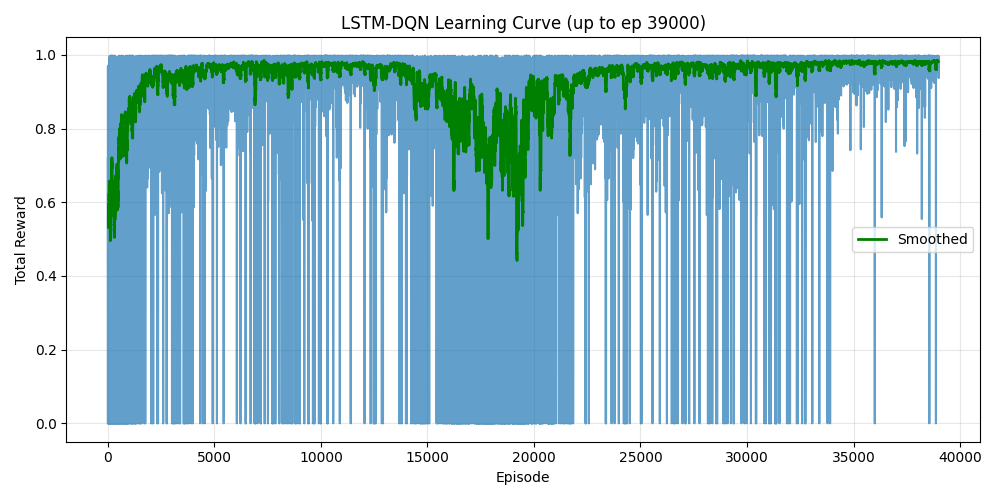 LSTM-DQN Learning Curve (up to ep 39000)
1.0
0.8
0.6
0.4
0.2
0.0
Total Reward
Smoothed
0 5000 10000 15000 20000 25000 30000 35000 40000
Episode